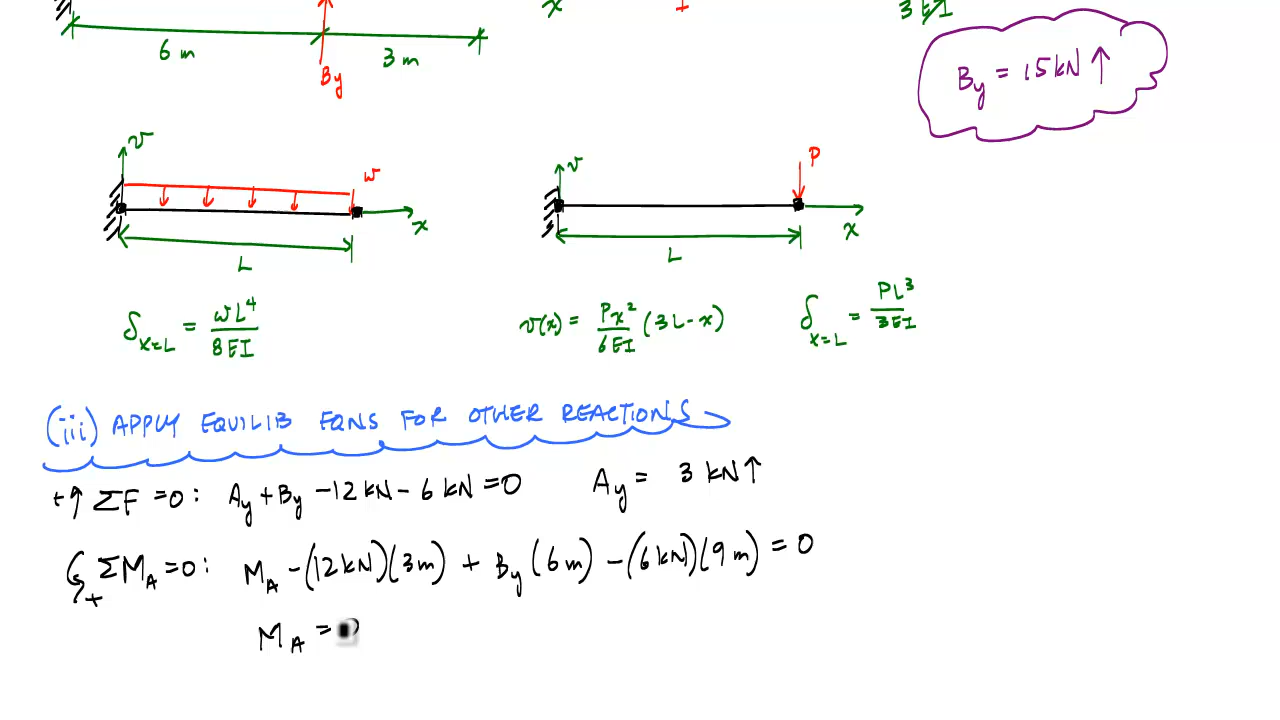 x
I
3EI
6 m
3 m
By
By = 15 kN ↑
v
w
x
L
δx=L = wL⁴/8EI
v
P
x
L
v(x) = Px²/6EI (3L - x)
δx=L = PL³/3EI
(iii) APPLY EQUILIB EQNS FOR OTHER REACTIONS
+↑ ΣF = 0: Ay + By - 12 kN - 6 kN = 0
Ay = 3 kN ↑
+ ΣMA = 0: MA - (12 kN)(3 m) + By (6 m) - (6 kN)(9 m) = 0
MA =